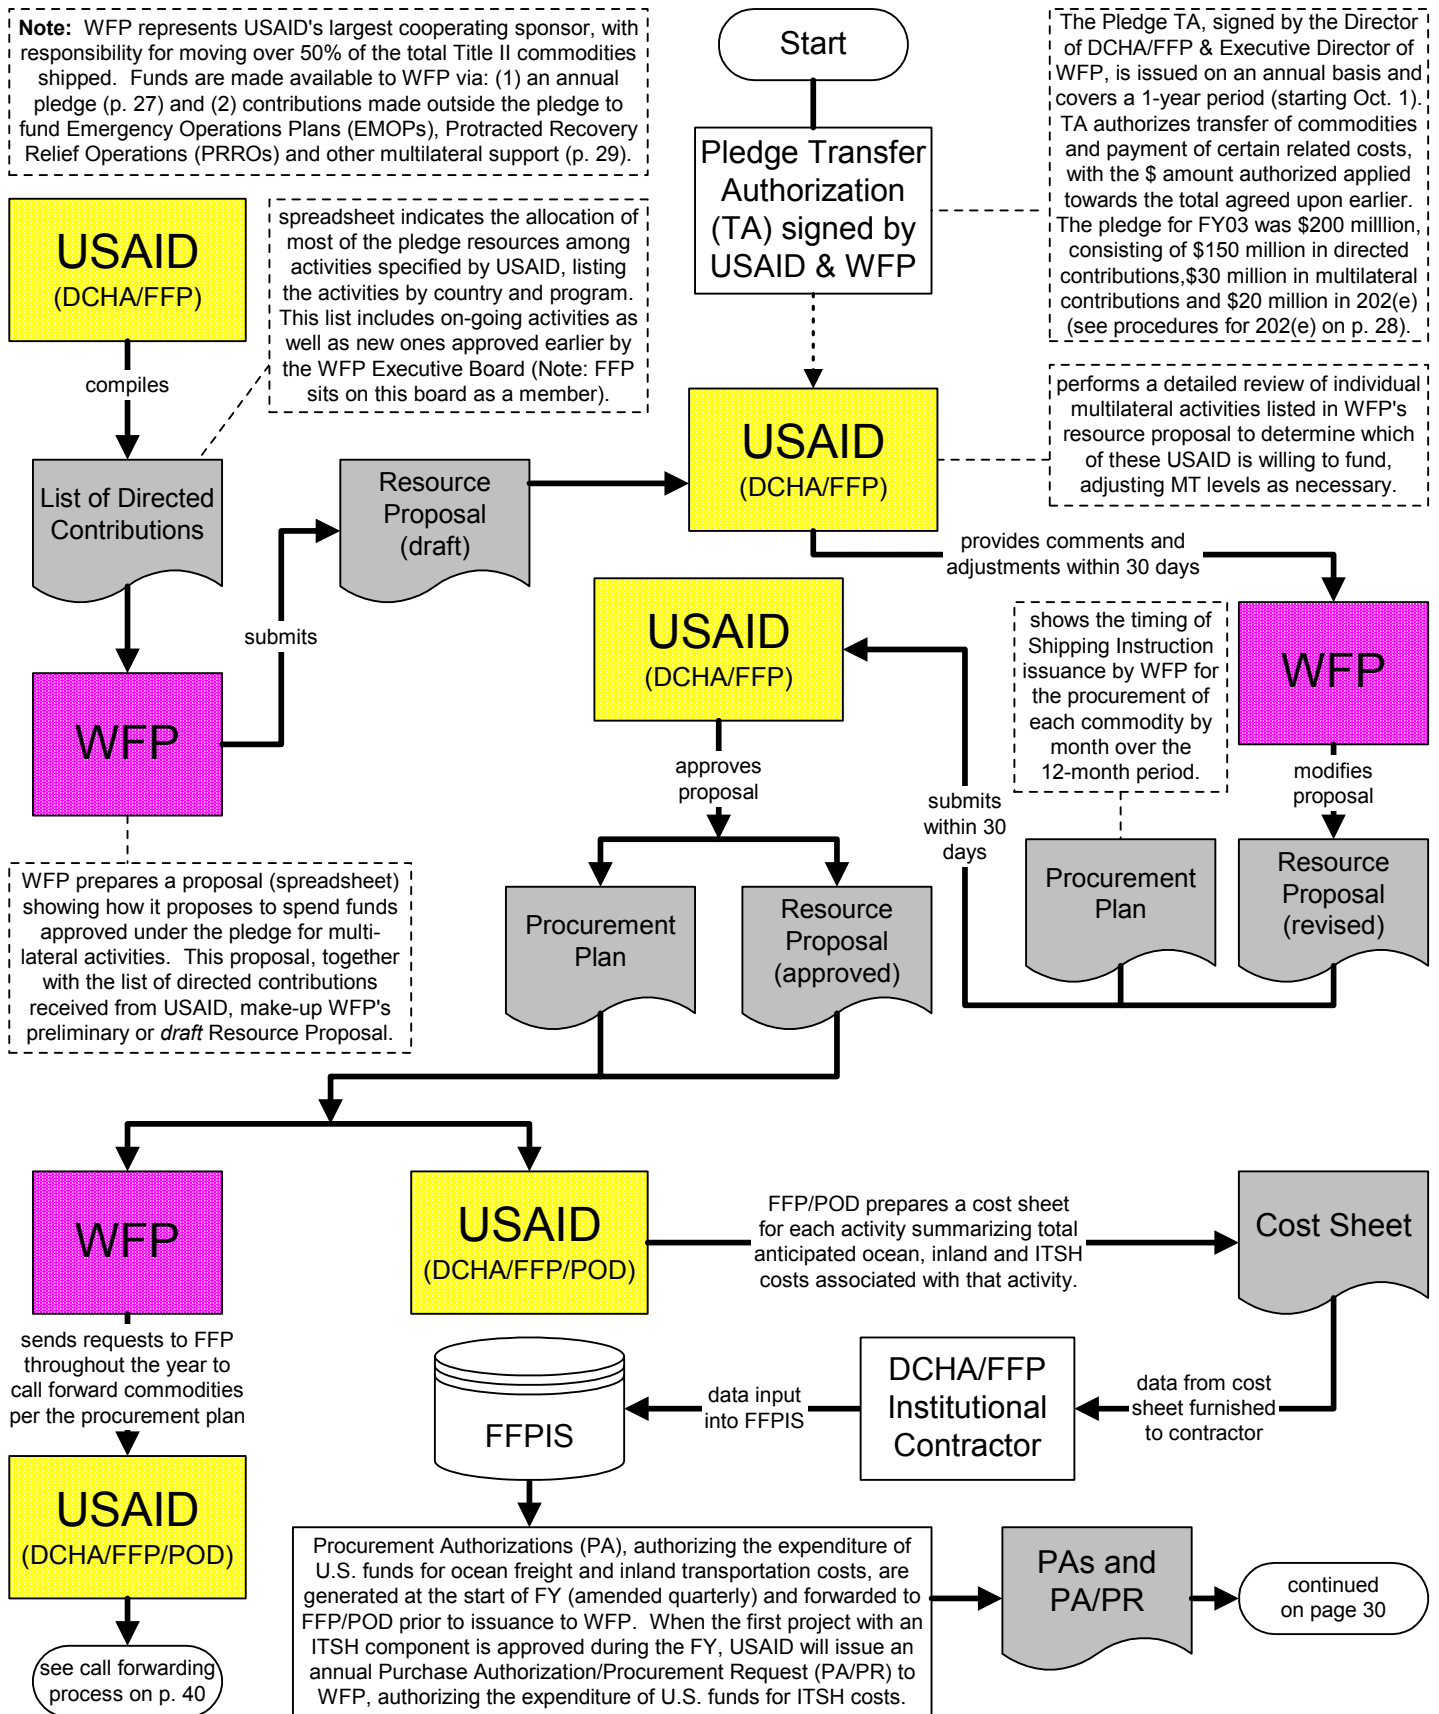 Note: WFP represents USAID's largest cooperating sponsor, with
responsibility for moving over 50% of the total Title II commodities
shipped. Funds are made available to WFP via: (1) an annual
pledge (p. 27) and (2) contributions made outside the pledge to
fund Emergency Operations Plans (EMOPs), Protracted Recovery
Relief Operations (PRROs) and other multilateral support (p. 29).
Start
The Pledge TA, signed by the Director
of DCHA/FFP & Executive Director of
WFP, is issued on an annual basis and
covers a 1-year period (starting Oct. 1).
TA authorizes transfer of commodities
and payment of certain related costs,
with the $ amount authorized applied
towards the total agreed upon earlier.
The pledge for FY03 was $200 milllion,
consisting of $150 million in directed
contributions,$30 million in multilateral
contributions and $20 million in 202(e)
(see procedures for 202(e) on p. 28).
Pledge Transfer
Authorization
(TA) signed by
USAID & WFP
USAID
(DCHA/FFP)
spreadsheet indicates the allocation of
most of the pledge resources among
activities specified by USAID, listing
the activities by country and program.
This list includes on-going activities as
well as new ones approved earlier by
the WFP Executive Board (Note: FFP
sits on this board as a member).
compiles
List of Directed
Contributions
Resource
Proposal
(draft)
USAID
(DCHA/FFP)
performs a detailed review of individual
multilateral activities listed in WFP's
resource proposal to determine which
of these USAID is willing to fund,
adjusting MT levels as necessary.
provides comments and
adjustments within 30 days
submits
WFP
USAID
(DCHA/FFP)
shows the timing of
Shipping Instruction
issuance by WFP for
the procurement of
each commodity by
month over the
12-month period.
WFP
approves
proposal
submits
within 30
days
modifies
proposal
WFP prepares a proposal (spreadsheet)
showing how it proposes to spend funds
approved under the pledge for multi-
lateral activities. This proposal, together
with the list of directed contributions
received from USAID, make-up WFP's
preliminary or draft Resource Proposal.
Procurement
Plan
Resource
Proposal
(approved)
Procurement
Plan
Resource
Proposal
(revised)
WFP
USAID
(DCHA/FFP/POD)
FFP/POD prepares a cost sheet
for each activity summarizing total
anticipated ocean, inland and ITSH
costs associated with that activity.
Cost Sheet
sends requests to FFP
throughout the year to
call forward commodities
per the procurement plan
FFPIS
data input
into FFPIS
DCHA/FFP
Institutional
Contractor
data from cost
sheet furnished
to contractor
USAID
(DCHA/FFP/POD)
see call forwarding
process on p. 40
Procurement Authorizations (PA), authorizing the expenditure of
U.S. funds for ocean freight and inland transportation costs, are
generated at the start of FY (amended quarterly) and forwarded to
FFP/POD prior to issuance to WFP. When the first project with an
ITSH component is approved during the FY, USAID will issue an
annual Purchase Authorization/Procurement Request (PA/PR) to
WFP, authorizing the expenditure of U.S. funds for ITSH costs.
PAs and
PA/PR
continued
on page 30